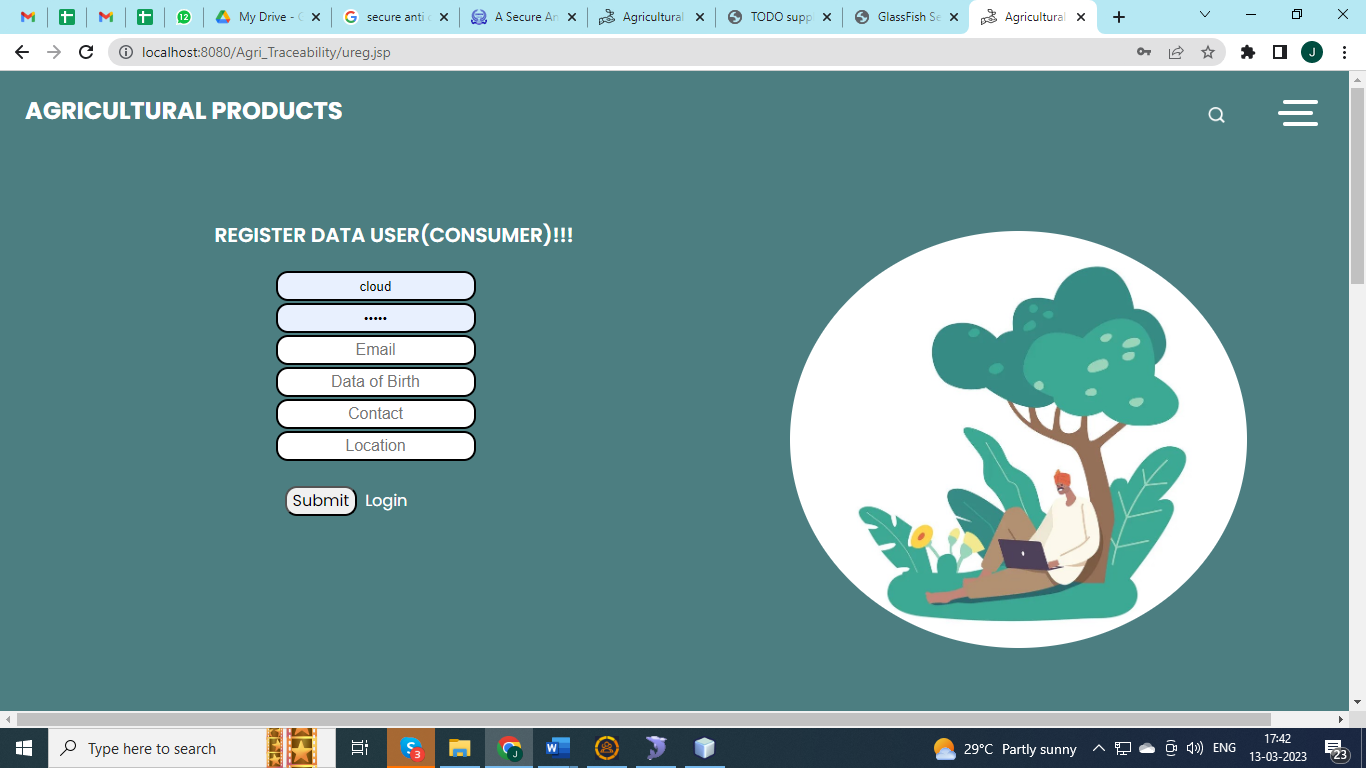 My Drive - G
secure anti c
A Secure An
Agricultural
TODO supp
GlassFish Se
Agricultural
localhost:8080/Agri_Traceability/ureg.jsp
J
AGRICULTURAL PRODUCTS
REGISTER DATA USER(CONSUMER)!!!
cloud
•••••
Email
Data of Birth
Contact
Location
Submit Login
Type here to search
3
29°C Partly sunny
ENG
17:42
13-03-2023
23